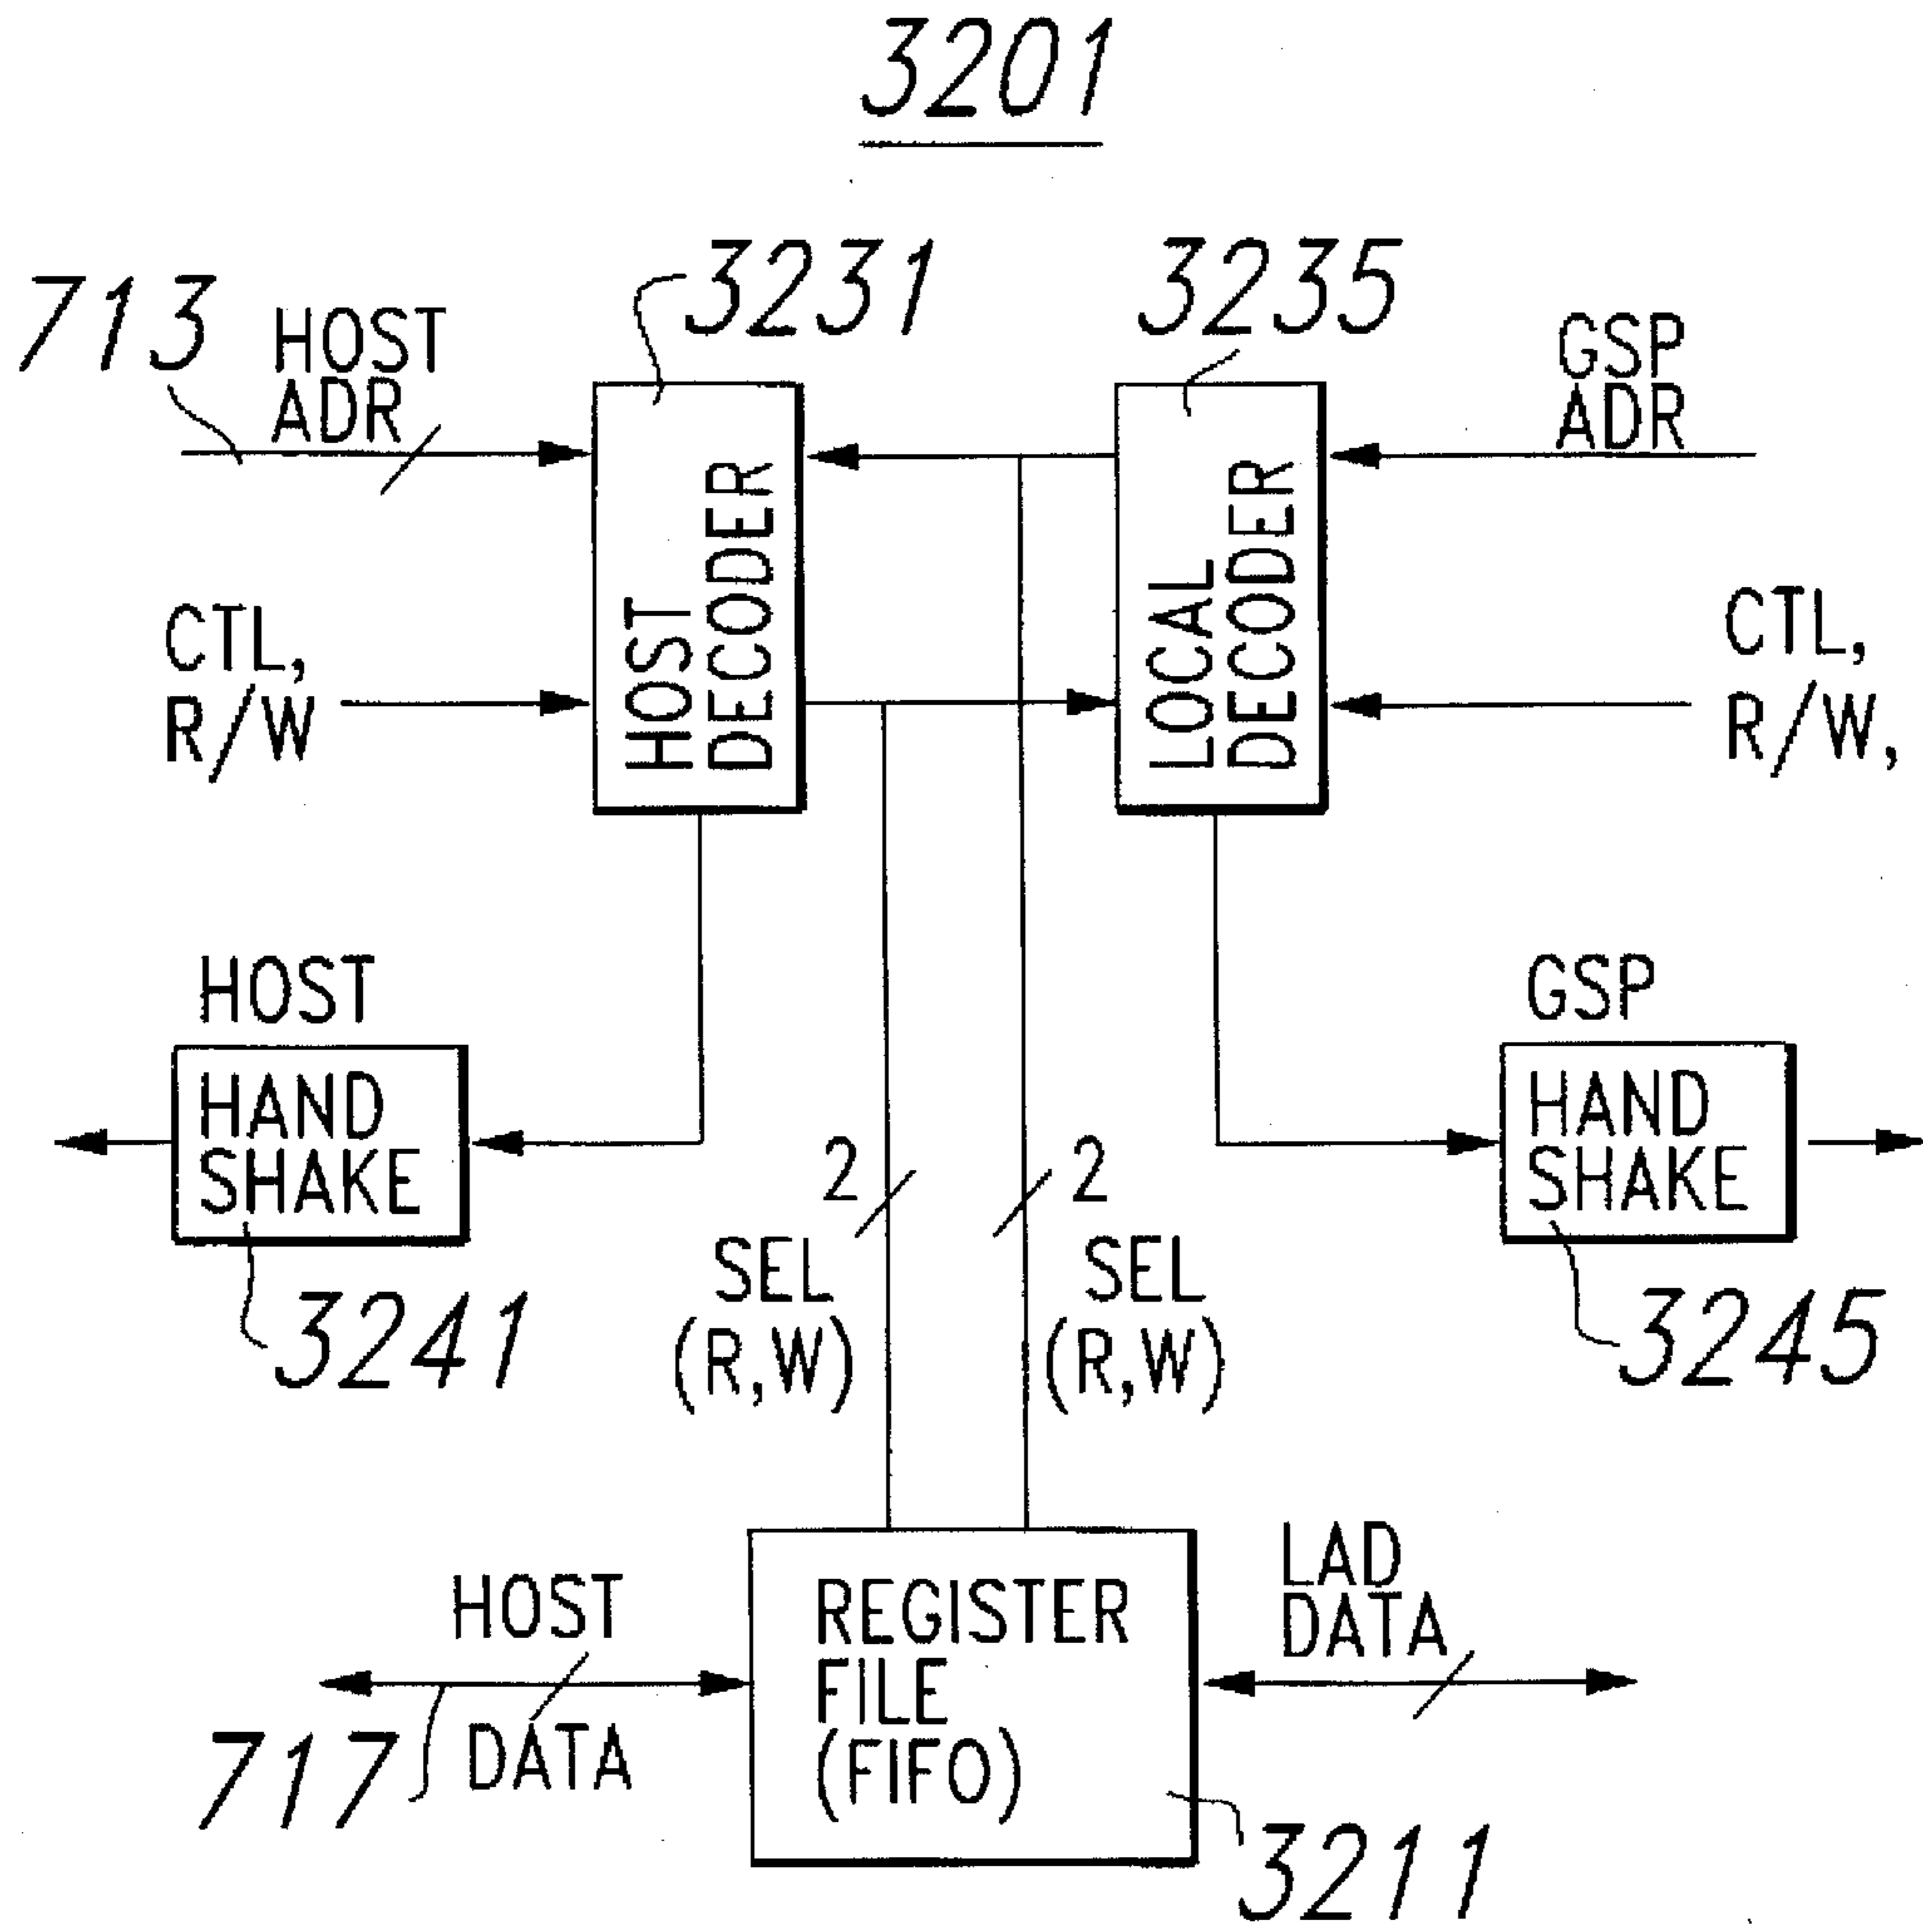 3201
713
HOST
ADR
3231
3235
GSP
ADR
CTL,
R/W
HOST
DECODER
LOCAL
DECODER
CTL,
R/W,
HOST
HAND
SHAKE
3241
2
SEL
(R,W)
2
SEL
(R,W)
GSP
HAND
SHAKE
3245
HOST
DATA
717
REGISTER
FILE
(FIFO)
LAD
DATA
3211